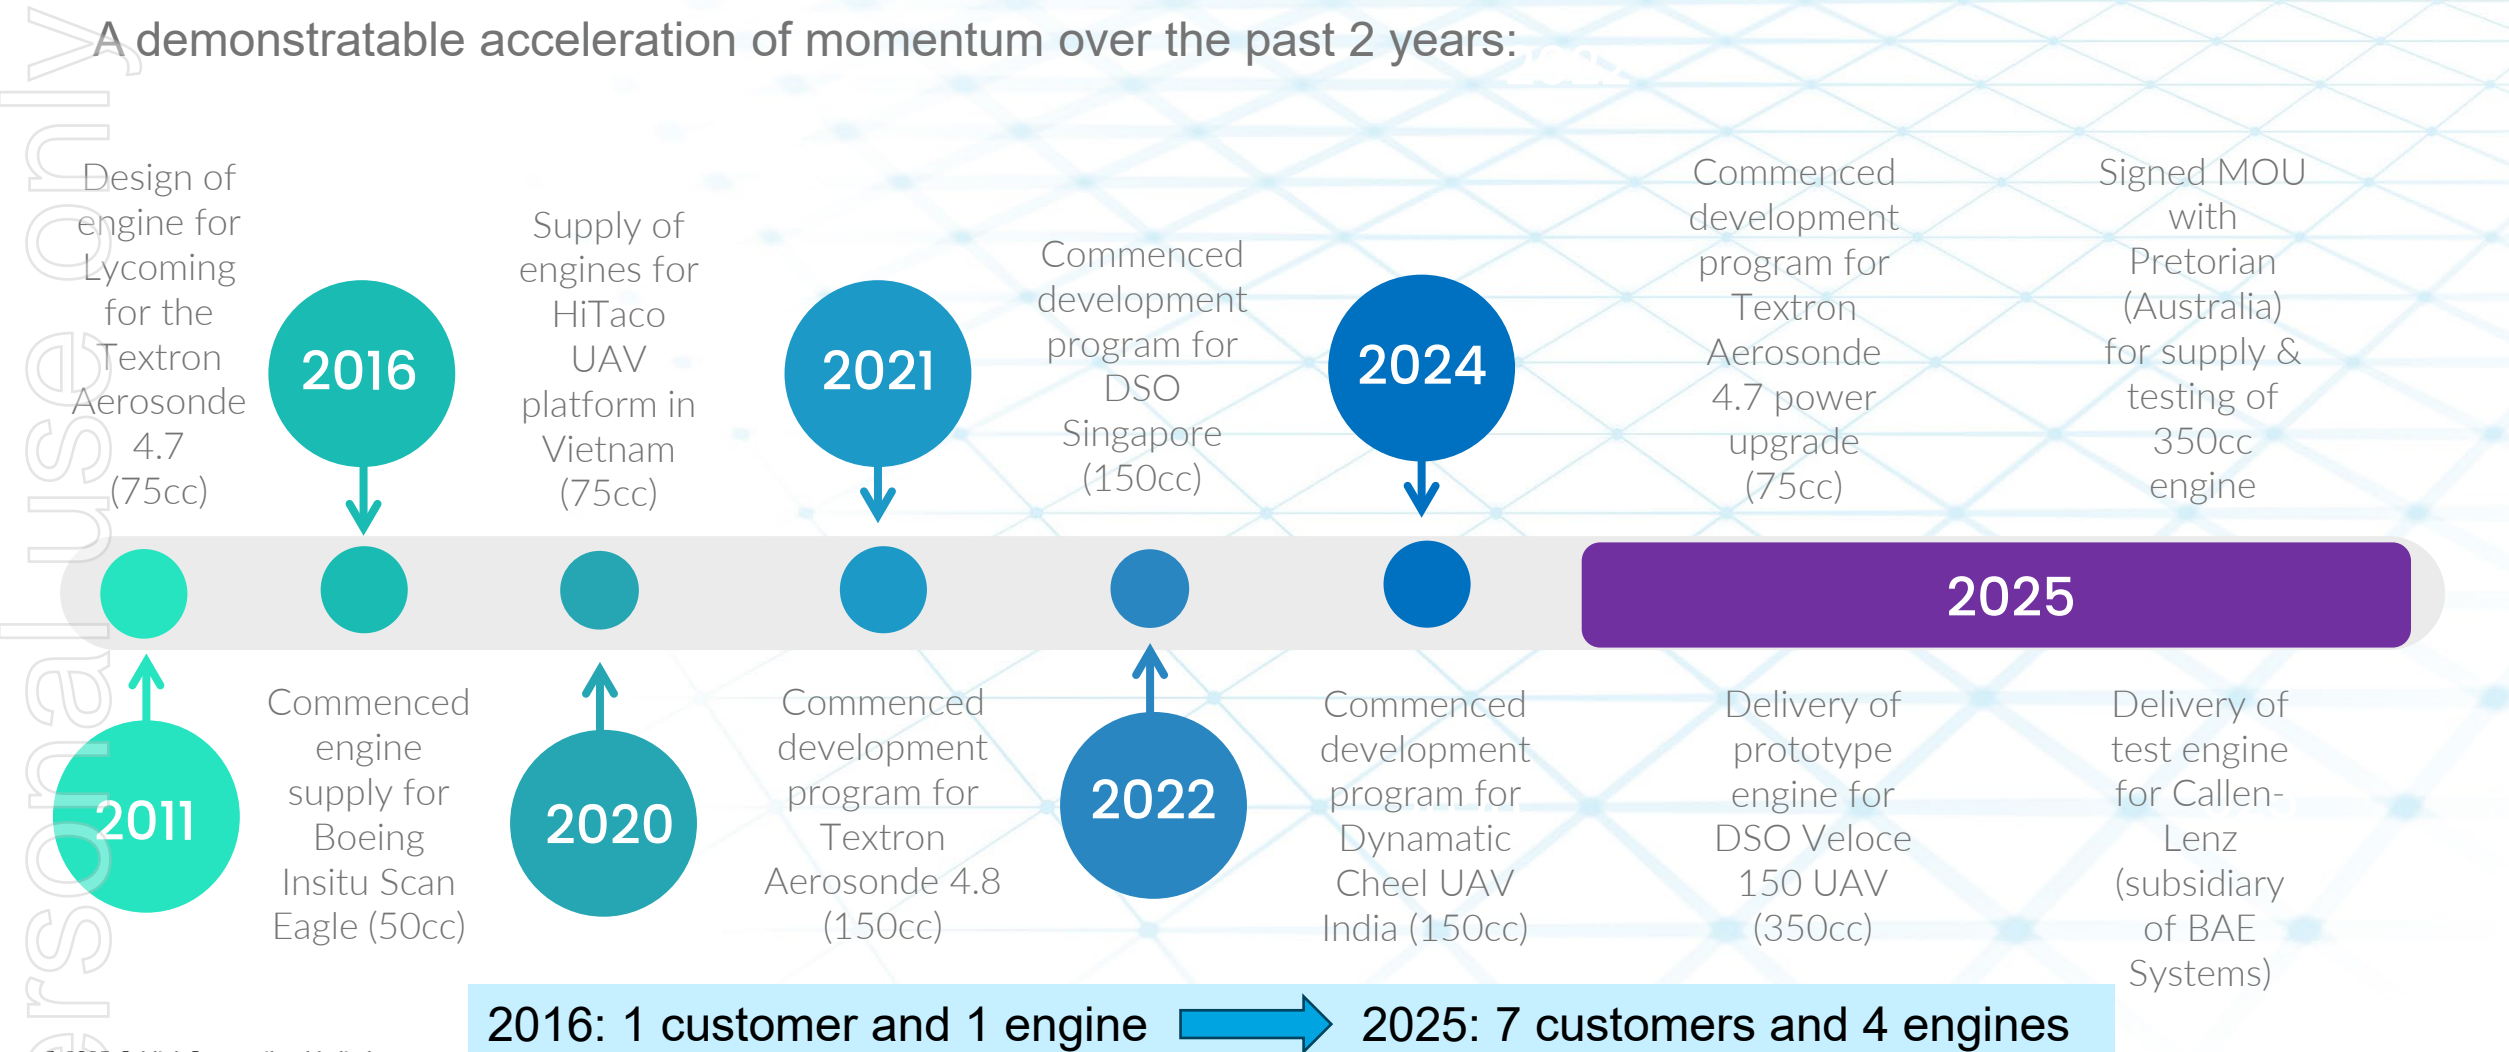 A demonstratable acceleration of momentum over the past 2 years:
Design of
engine for
Lycoming
for the
Textron
Aerosonde
4.7
(75cc)
2016
Supply of
engines for
HiTaco
UAV
platform in
Vietnam
(75cc)
2021
Commenced
development
program for
DSO
Singapore
(150cc)
2024
Commenced
development
program for
Textron
Aerosonde
4.7 power
upgrade
(75cc)
Signed MOU
with
Pretorian
(Australia)
for supply &
testing of
350cc
engine
2025
2011
Commenced
engine
supply for
Boeing
Insitu Scan
Eagle (50cc)
2020
Commenced
development
program for
Textron
Aerosonde 4.8
(150cc)
2022
Commenced
development
program for
Dynamatic
Cheel UAV
India (150cc)
Delivery of
prototype
engine for
DSO Veloce
150 UAV
(350cc)
Delivery of
test engine
for Callen-
Lenz
(subsidiary
of BAE
Systems)
2016: 1 customer and 1 engine
2025: 7 customers and 4 engines
ersonal use only